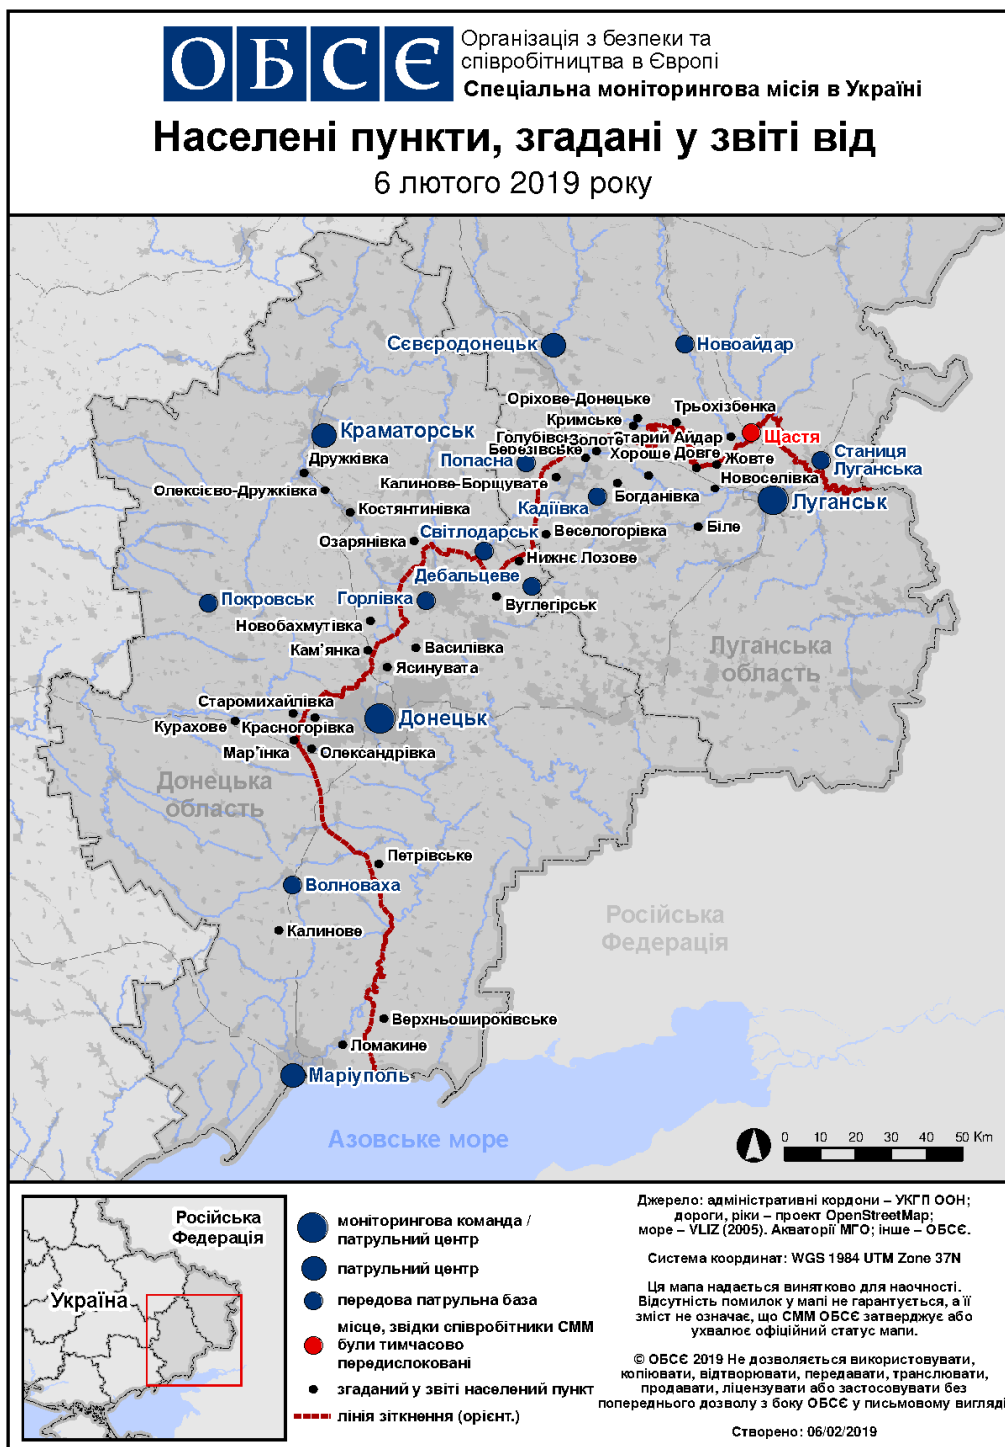 ОБСЄ
Організація з безпеки та
співробітництва в Європі
Спеціальна моніторингова місія в Україні
Населені пункти, згадані у звіті від
6 лютого 2019 року
Сєвєродонецьк
Новоайдар
Оріхове-Донецьке
Трьохізбенка
Кримське
Голубівське
Золоте
Старий Айдар
Щастя
Краматорськ
Березівське
Хороше
Довге
Жовте
Станиця
Луганська
Дружківка
Попасна
Калинове-Борщувате
Новоселівка
Олексієво-Дружківка
Богданівка
Луганськ
Костянтинівка
Кадіївка
Світлодарськ
Веселогорівка
Біле
Озарянівка
Нижнє Лозове
Дебальцеве
Покровськ
Горлівка
Вуглегірськ
Новобахмутівка
Кам'янка
Василівка
Луганська
область
Ясинувата
Старомихайлівка
Курахове
Красногорівка
Донецьк
Мар'їнка
Олександрівка
Донецька
область
Петрівське
Волноваха
Калинове
Російська
Федерація
Верхньошироківське
Ломакине
Маріуполь
Азовське море
0 10 20 30 40 50 Km
Російська
Федерація
Україна
моніторингова команда /
патрульний центр
патрульний центр
передова патрульна база
місце, звідки співробітники СММ
були тимчасово
передислоковані
згаданий у звіті населений пункт
лінія зіткнення (орієнт.)
Джерело: адміністративні кордони – УКГП ООН;
дороги, ріки – проект OpenStreetMap;
море – VLIZ (2005). Акваторії МГО; інше – ОБСЄ.
Система координат: WGS 1984 UTM Zone 37N
Ця мапа надається винятково для наочності.
Відсутність помилок у мапі не гарантується, а її
зміст не означає, що СММ ОБСЄ затверджує або
ухвалює офіційний статус мапи.
© ОБСЄ 2019 Не дозволяється використовувати,
копіювати, відтворювати, передавати, транслювати,
продавати, ліцензувати або застосовувати без
попереднього дозволу з боку ОБСЄ у письмовому вигляді
Створено: 06/02/2019